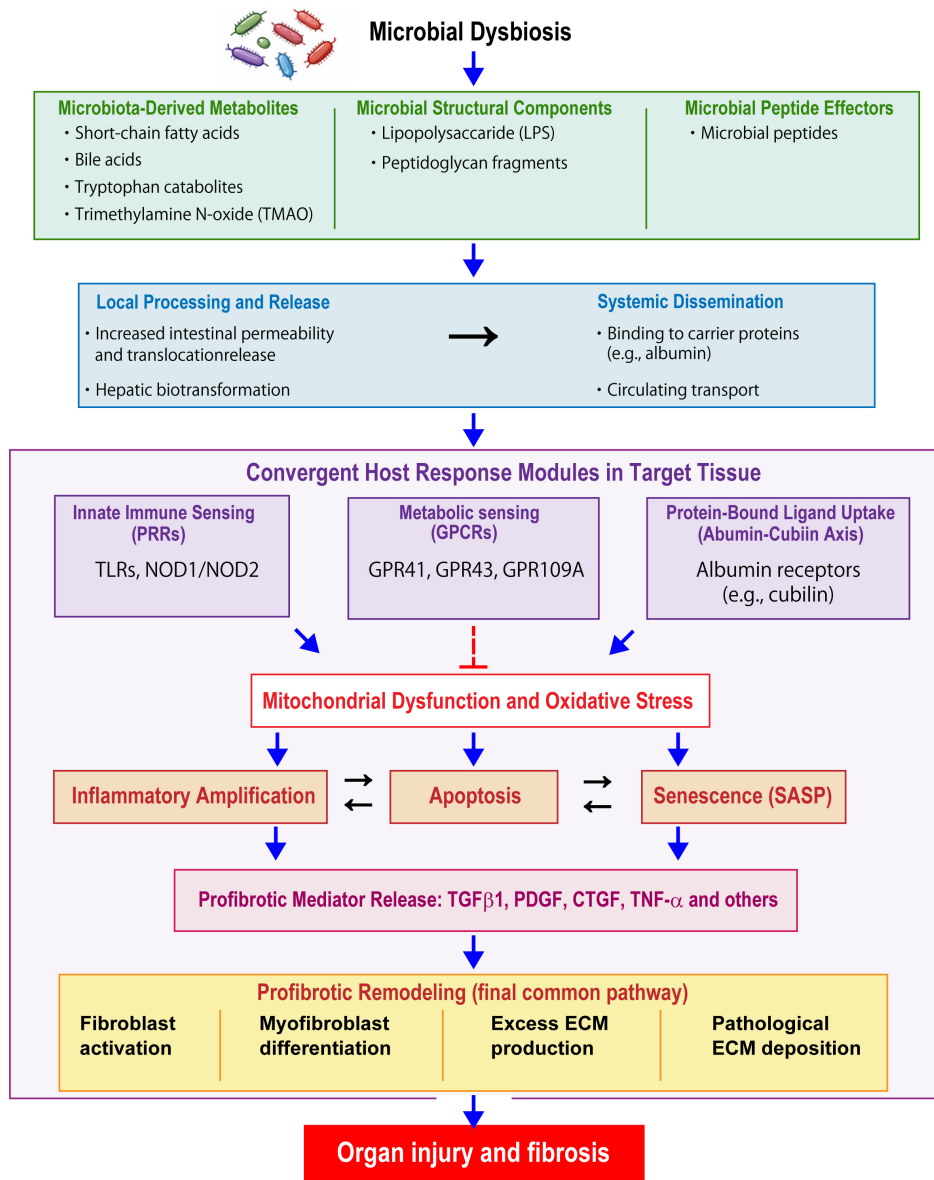 Microbial Dysbiosis
Microbiota-Derived Metabolites
・Short-chain fatty acids
・Bile acids
・Tryptophan catabolites
・Trimethylamine N-oxide (TMAO)
Microbial Structural Components
・Lipopolysaccaride (LPS)
・Peptidoglycan fragments
Microbial Peptide Effectors
・Microbial peptides
Local Processing and Release
・Increased intestinal permeability
and translocationrelease
・Hepatic biotransformation
Systemic Dissemination
・Binding to carrier proteins
(e.g., albumin)
・Circulating transport
Convergent Host Response Modules in Target Tissue
Innate Immune Sensing
(PRRs)
TLRs, NOD1/NOD2
Metabolic sensing
(GPCRs)
GPR41, GPR43, GPR109A
Protein-Bound Ligand Uptake
(Abumin-Cubiin Axis)
Albumin receptors
(e.g., cubilin)
Mitochondrial Dysfunction and Oxidative Stress
Inflammatory Amplification
Apoptosis
Senescence (SASP)
Profibrotic Mediator Release: TGFβ1, PDGF, CTGF, TNF-α and others
Profibrotic Remodeling (final common pathway)
Fibroblast
activation
Myofibroblast
differentiation
Excess ECM
production
Pathological
ECM deposition
Organ injury and fibrosis